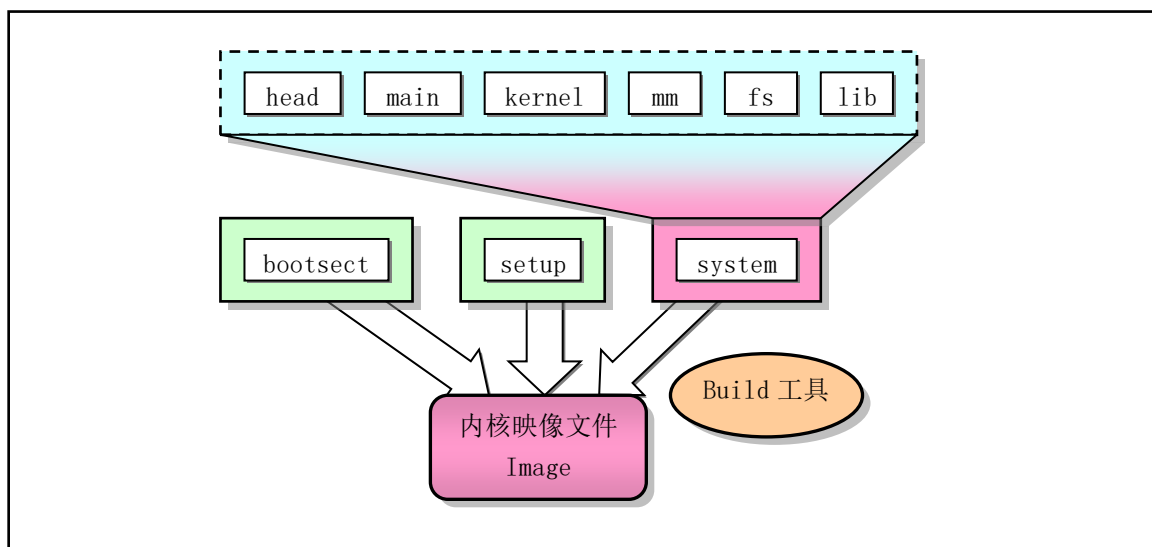 head main kernel mm fs lib
bootsect setup system
Build 工具
内核映像文件
Image